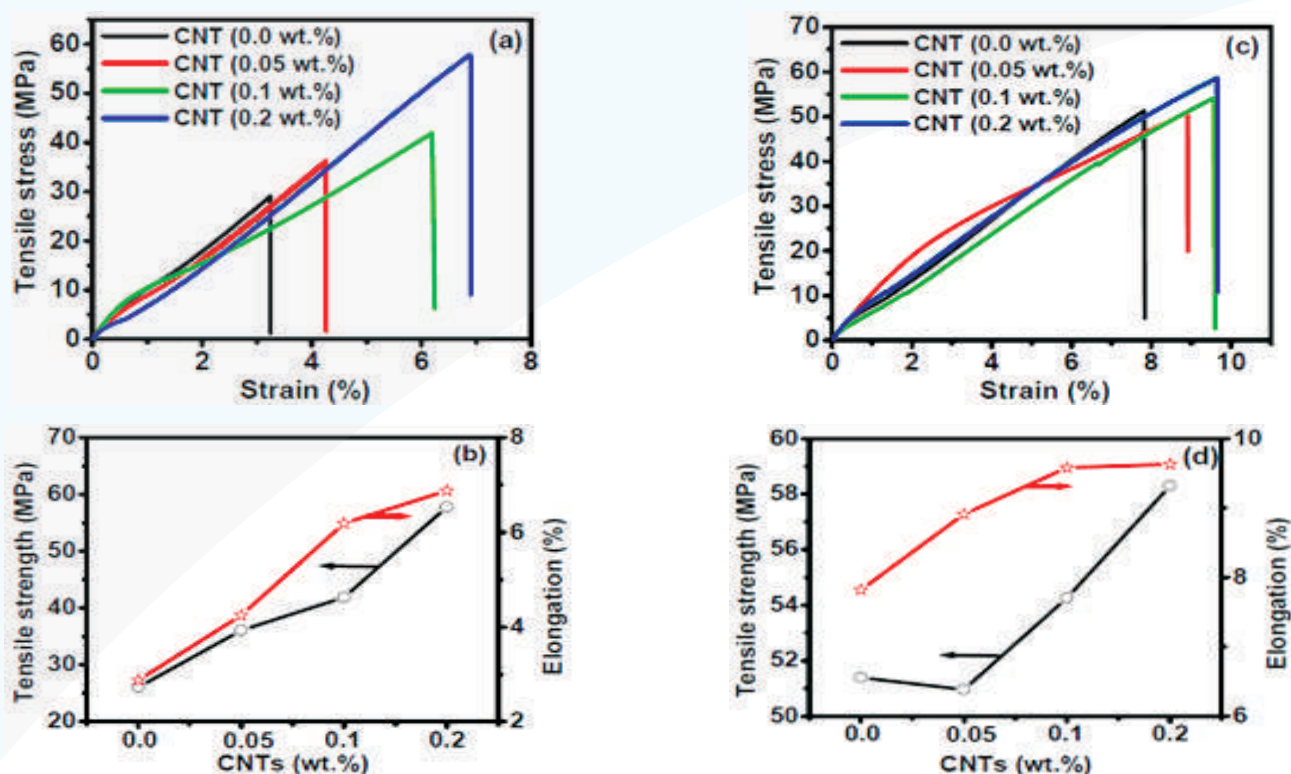 (a)
CNT (0.0 wt.%)
CNT (0.05 wt.%)
CNT (0.1 wt.%)
CNT (0.2 wt.%)
Tensile stress (MPa)
60
50
40
30
20
10
0
0 2 4 6 8
Strain (%)
(c)
CNT (0.0 wt.%)
CNT (0.05 wt.%)
CNT (0.1 wt.%)
CNT (0.2 wt.%)
Tensile stress (MPa)
70
60
50
40
30
20
10
0
0 2 4 6 8 10
Strain (%)
(b)
Tensile strength (MPa)
70
60
50
40
30
20
8
6
4
2
Elongation (%)
0.0 0.05 0.1 0.2
CNTs (wt.%)
(d)
Tensile strength (MPa)
60
58
56
54
52
50
10
8
6
Elongation (%)
0.0 0.05 0.1 0.2
CNTs (wt.%)